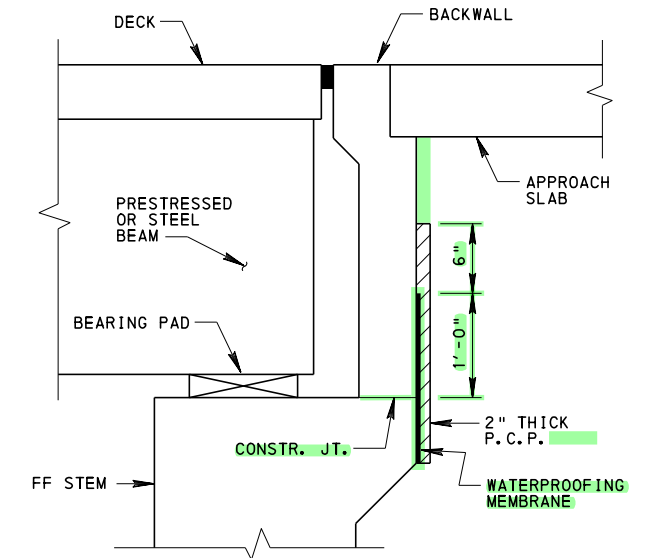 DECK
BACKWALL
APPROACH
SLAB
PRESTRESSED
OR STEEL
BEAM
6"
BEARING PAD
1'-0"
2" THICK
P.C.P.
CONSTR. JT.
FF STEM
WATERPROOFING
MEMBRANE